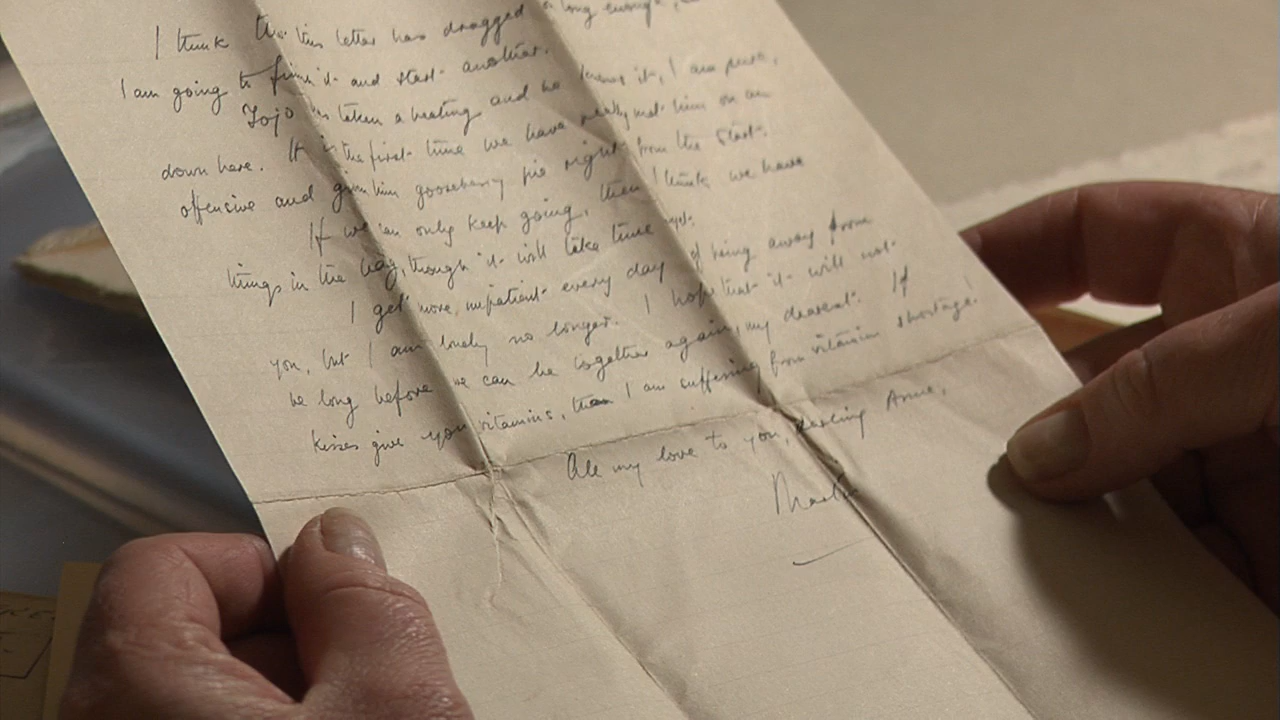 I think this letter has dragged on long enough,
I am going to finish it and start another.
Tojo has taken a beating and he knows it, I am sure,
down here. It is the first time we have really met him on an
offensive and given him gooseberry pie right from the start.
If we can only keep going, then I think we have
things in the bag, though it will take time yet.
I get more impatient every day of being away from
you, but I am lonely no longer. I hope that it will not
be long before we can be together again, my dearest. If
kisses give you vitamins, then I am suffering from vitamin shortage!
All my love to you, darling Anne,